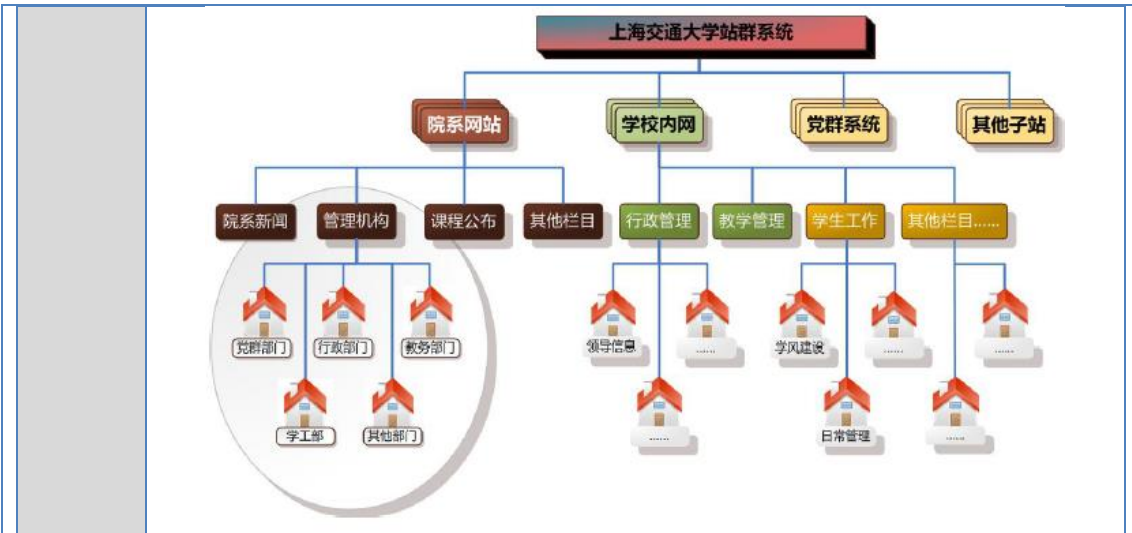 上海交通大学站群系统
院系网站
学校内网
党群系统
其他子站
院系新闻
管理机构
课程公布
其他栏目
行政管理
教学管理
学生工作
其他栏目......
党群部门
行政部门
教务部门
领导信息
......
学风建设
......
......
学工部
其他部门
......
日常管理
......